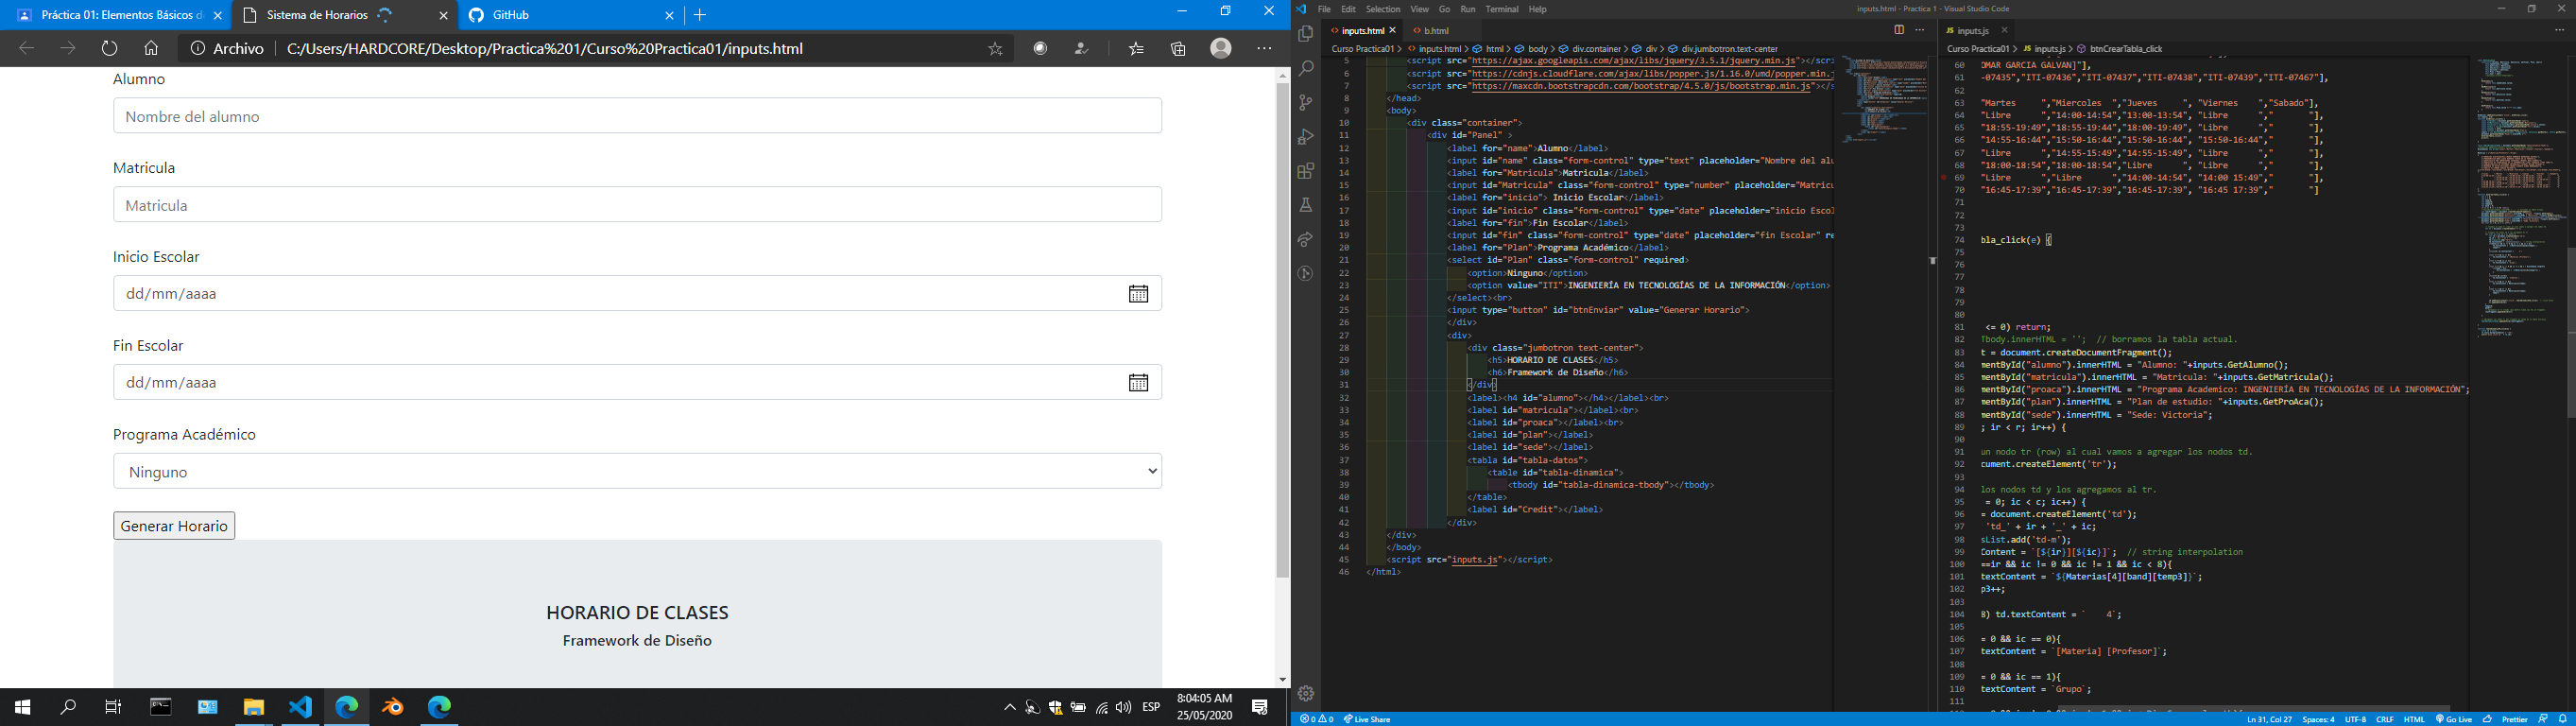 Práctica 01: Elementos Básicos d
Sistema de Horarios
GitHub
Archivo
C:/Users/HARDCORE/Desktop/Practica%201/Curso%20Practica01/inputs.html
Alumno
Nombre del alumno
Matricula
Matricula
Inicio Escolar
dd/mm/aaaa
Fin Escolar
dd/mm/aaaa
Programa Académico
Ninguno
Generar Horario
HORARIO DE CLASES
Framework de Diseño
ESP
8:04:05 AM
25/05/2020
File Edit Selection View Go Run Terminal Help
inputs.html - Practica 1 - Visual Studio Code
inputs.html
b.html
Curso Practica01 > inputs.html > html > body > div.container > div > div.jumbotron.text-center
5 <script src="https://ajax.googleapis.com/ajax/libs/jquery/3.5.1/jquery.min.js"></scri
6 <script src="https://cdnjs.cloudflare.com/ajax/libs/popper.js/1.16.0/umd/popper.min.j
7 <script src="https://maxcdn.bootstrapcdn.com/bootstrap/4.5.0/js/bootstrap.min.js"></s
8 </head>
9 <body>
10 <div class="container">
11 <div id="Panel" >
12 <label for="name">Alumno</label>
13 <input id="name" class="form-control" type="text" placeholder="Nombre del alu
14 <label for="Matricula">Matricula</label>
15 <input id="Matricula" class="form-control" type="number" placeholder="Matricu
16 <label for="inicio"> Inicio Escolar</label>
17 <input id="inicio" class="form-control" type="date" placeholder="inicio Escol
18 <label for="fin">Fin Escolar</label>
19 <input id="fin" class="form-control" type="date" placeholder="fin Escolar" re
20 <label for="Plan">Programa Académico</label>
21 <select id="Plan" class="form-control" required>
22 <option>Ninguno</option>
23 <option value="ITI">INGENIERÍA EN TECNOLOGÍAS DE LA INFORMACIÓN</option>
24 </select><br>
25 <input type="button" id="btnEnviar" value="Generar Horario">
26 </div>
27 <div>
28 <div class="jumbotron text-center">
29 <h5>HORARIO DE CLASES</h5>
30 <h6>Framework de Diseño</h6>
31 </div>
32 <label><h4 id="alumno"></h4></label><br>
33 <label id="matricula"></label><br>
34 <label id="proaca"></label><br>
35 <label id="plan"></label>
36 <label id="sede"></label>
37 <tabla id="tabla-datos">
38 <table id="tabla-dinamica">
39 <tbody id="tabla-dinamica-tbody"></tbody>
40 </table>
41 <label id="Credit"></label>
42 </div>
43 </div>
44 </body>
45 <script src="inputs.js"></script>
46 </html>
inputs.js
Curso Practica01 > inputs.js > btnCrearTabla_click
60 OMAR GARCIA GALVAN]"],
61 -07435","ITI-07436","ITI-07437","ITI-07438","ITI-07439","ITI-07467"],
62
63 "Martes ","Miercoles ","Jueves ", "Viernes ","Sabado"],
64 "Libre ","14:00-14:54","13:00-13:54", "Libre "," "],
65 "18:55-19:49","18:55-19:44","18:00-19:49", "Libre "," "],
66 "14:55-16:44","15:50-16:44","15:50-16:44", "15:50-16:44"," "],
67 "Libre ","14:55-15:49","14:55-15:49", "Libre "," "],
68 "18:00-18:54","18:00-18:54","Libre ", "Libre "," "],
69 "Libre ","Libre ","14:00-14:54", "14:00 15:49"," "],
70 "16:45-17:39","16:45-17:39","16:45-17:39", "16:45 17:39"," "]
71
72
73
74 bla_click(e) {
75
76
77
78
79
80
81 <= 0) return;
82 Tbody.innerHTML = ''; // borramos la tabla actual.
83 t = document.createDocumentFragment();
84 mentById("alumno").innerHTML = "Alumno: "+inputs.GetAlumno();
85 mentById("matricula").innerHTML = "Matricula: "+inputs.GetMatricula();
86 mentById("proaca").innerHTML = "Programa Academico: INGENIERÍA EN TECNOLOGÍAS DE LA INFORMACIÓN";
87 mentById("plan").innerHTML = "Plan de estudio: "+inputs.GetProAca();
88 mentById("sede").innerHTML = "Sede: Victoria";
89 ; ir < r; ir++) {
90
91 un nodo tr (row) al cual vamos a agregar los nodos td.
92 cument.createElement('tr');
93
94 los nodos td y los agregamos al tr.
95 = 0; ic < c; ic++) {
96 = document.createElement('td');
97 'td_' + ir + '_' + ic;
98 sList.add('td-m');
99 Content = `[${ir}][${ic}]`; // string interpolation
100 ==ir && ic != 0 && ic != 1 && ic < 8){
101 textContent = `${Materias[4][band][temp3]}`;
102 p3++;
103
104 8) td.textContent = ` 4`;
105
106 = 0 && ic == 0){
107 textContent = `[Materia] [Profesor]`;
108
109 = 0 && ic == 1){
110 textContent = `Grupo`;
111
0 0 Live Share
Ln 31, Col 27 Spaces: 4 UTF-8 CRLF HTML Go Live Prettier